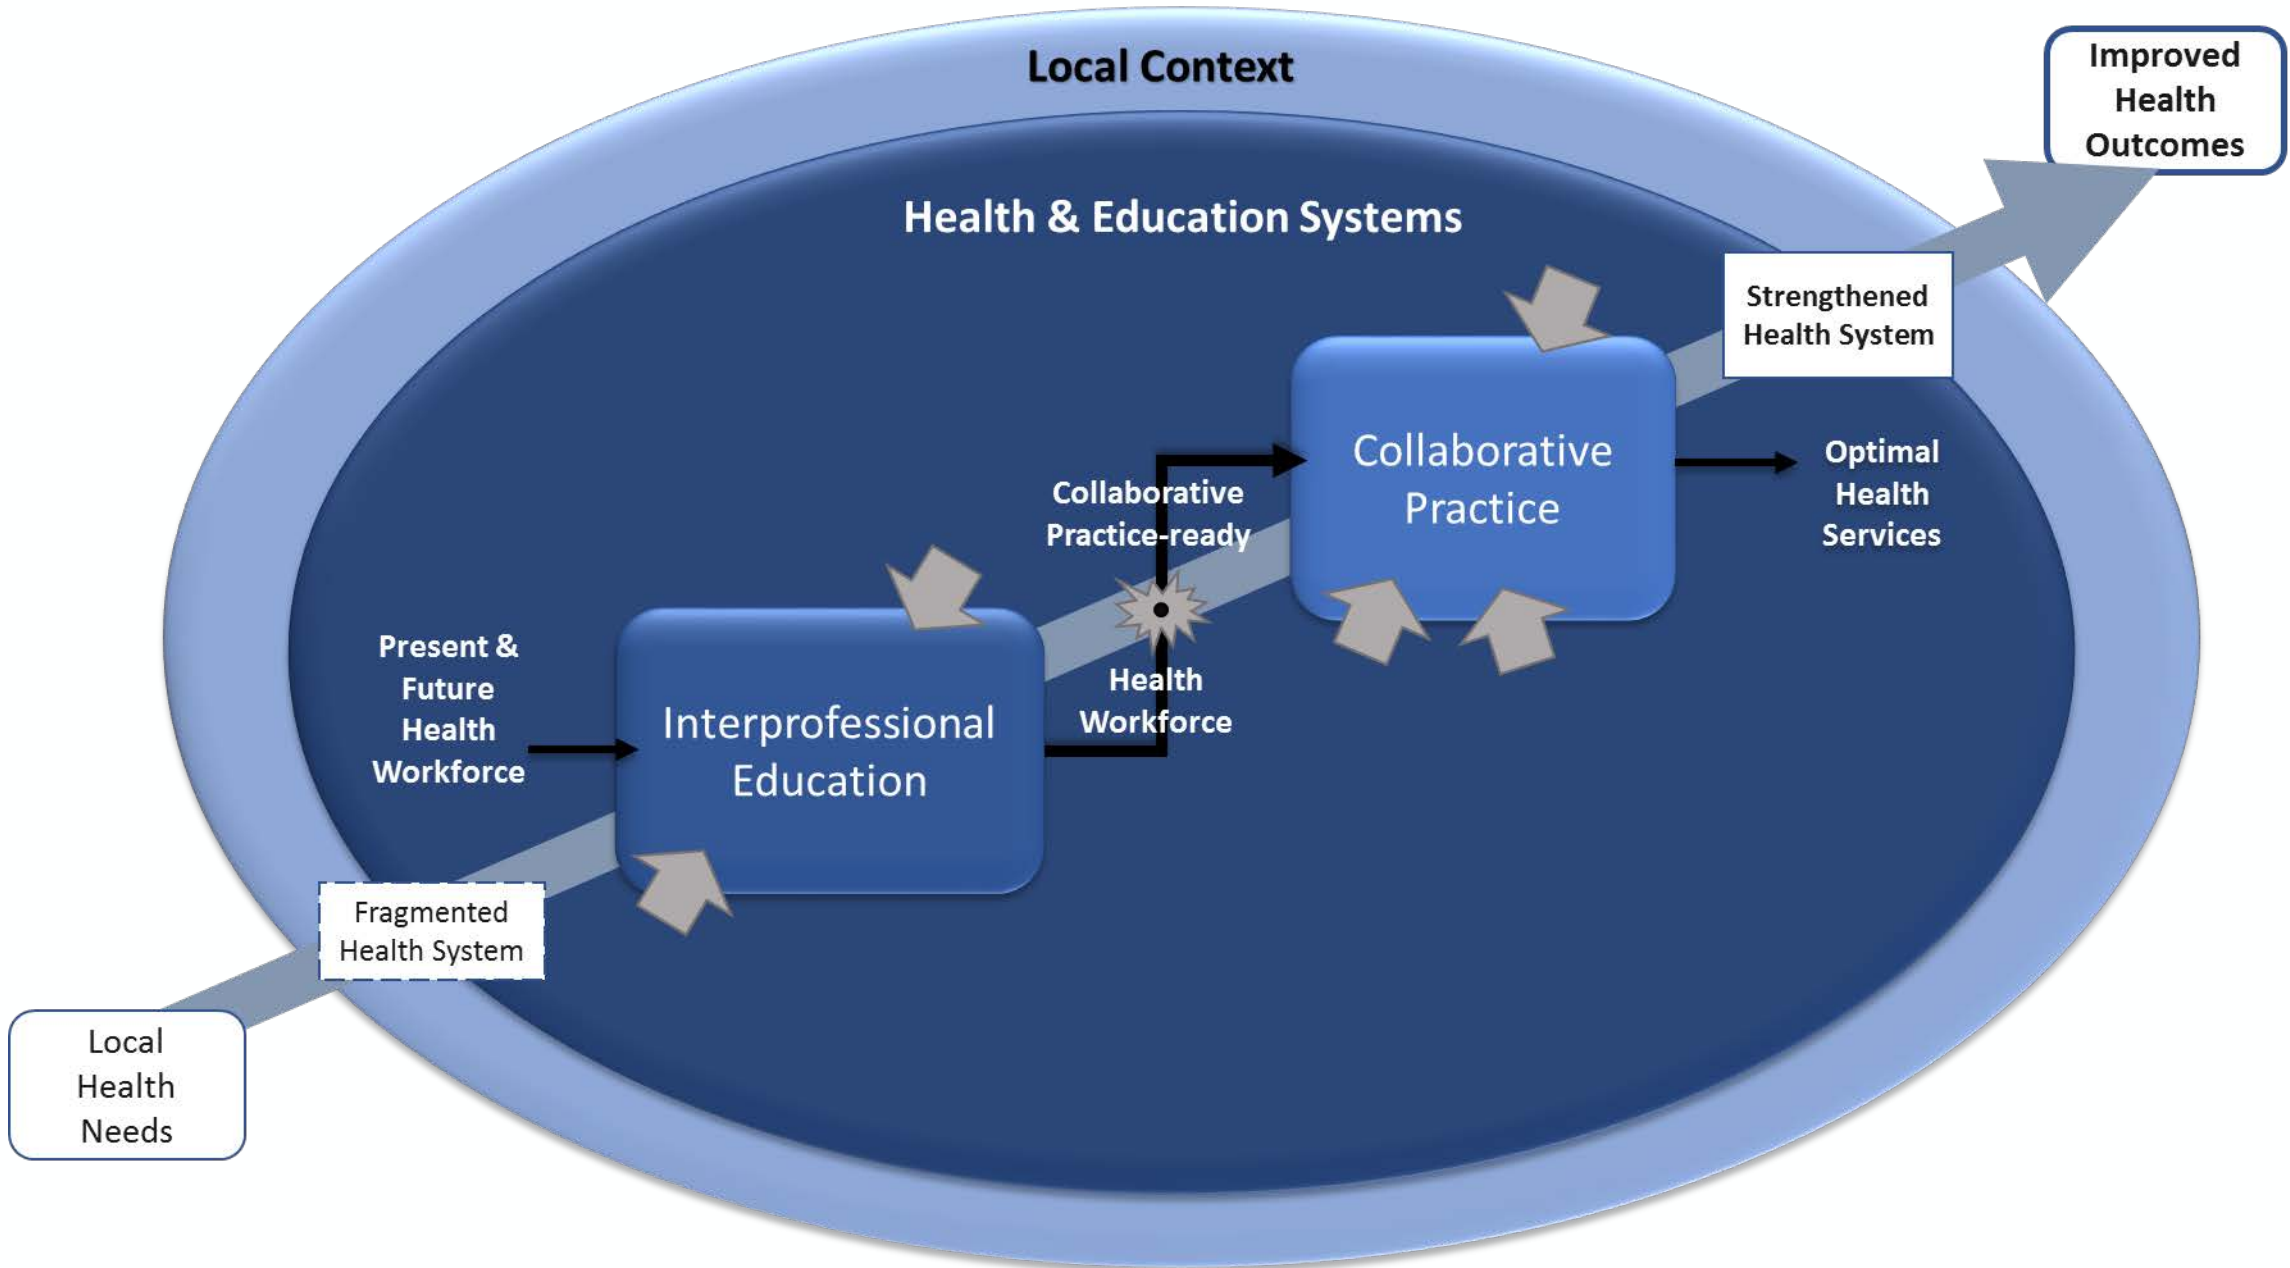 Local Context
Improved
Health
Outcomes
Health & Education Systems
Strengthened
Health System
Collaborative
Practice
Optimal
Health
Services
Collaborative
Practice-ready
Health
Workforce
Present &
Future
Health
Workforce
Interprofessional
Education
Fragmented
Health System
Local
Health
Needs